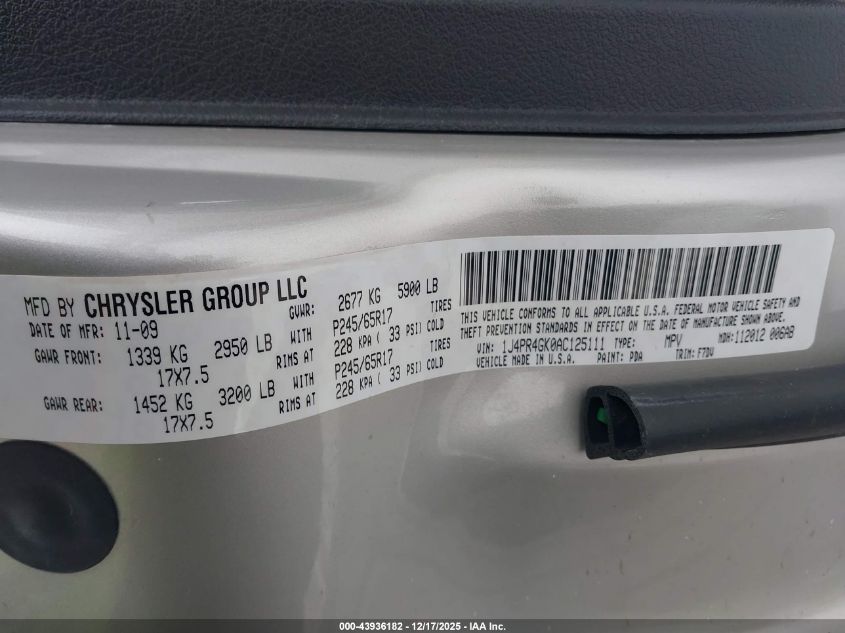 MFD BY CHRYSLER GROUP LLC
DATE OF MFR: 11-09 GVWR: 2677 KG 5900 LB
GAWR FRONT: 1339 KG 2950 LB WITH P245/65R17 TIRES
17X7.5 RIMS AT 228 KPA ( 33 PSI) COLD
GAWR REAR: 1452 KG 3200 LB WITH P245/65R17 TIRES
17X7.5 RIMS AT 228 KPA ( 33 PSI) COLD
THIS VEHICLE CONFORMS TO ALL APPLICABLE U.S.A. FEDERAL MOTOR VEHICLE SAFETY AND
THEFT PREVENTION STANDARDS IN EFFECT ON THE DATE OF MANUFACTURE SHOWN ABOVE.
VIN: 1J4PR4GK0AC125111 TYPE: MPV MDH:112012 006AB
VEHICLE MADE IN U.S.A. PAINT: PDA TRIM: F7DV
000-43936182 - 12/17/2025 - IAA Inc.